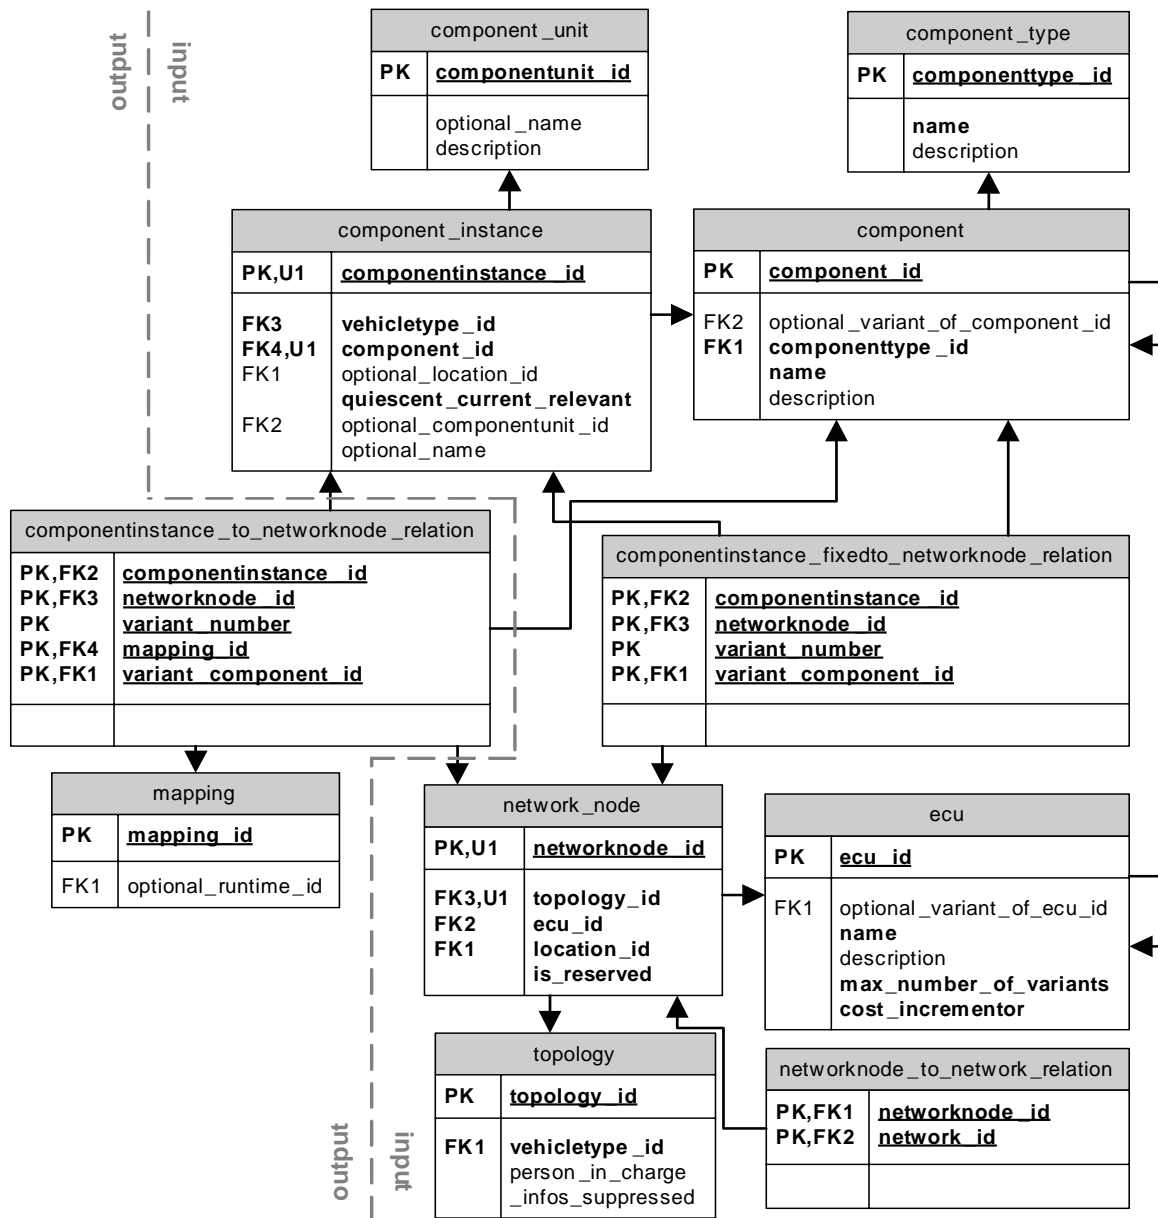 output
input
component_unit
PK componentunit_id
optional_name
description
component_type
PK componenttype_id
name
description
component_instance
PK,U1 componentinstance_id
FK3 vehicletype_id
FK4,U1 component_id
FK1 optional_location_id
quiescent_current_relevant
FK2 optional_componentunit_id
optional_name
component
PK component_id
FK2 optional_variant_of_component_id
FK1 componenttype_id
name
description
componentinstance_to_networknode_relation
PK,FK2 componentinstance_id
PK,FK3 networknode_id
PK variant_number
PK,FK4 mapping_id
PK,FK1 variant_component_id
componentinstance_fixedto_networknode_relation
PK,FK2 componentinstance_id
PK,FK3 networknode_id
PK variant_number
PK,FK1 variant_component_id
mapping
PK mapping_id
FK1 optional_runtime_id
network_node
PK,U1 networknode_id
FK3,U1 topology_id
FK2 ecu_id
FK1 location_id
is_reserved
ecu
PK ecu_id
FK1 optional_variant_of_ecu_id
name
description
max_number_of_variants
cost_incrementor
topology
PK topology_id
FK1 vehicletype_id
person_in_charge
_infos_suppressed
networknode_to_network_relation
PK,FK1 networknode_id
PK,FK2 network_id
output
input